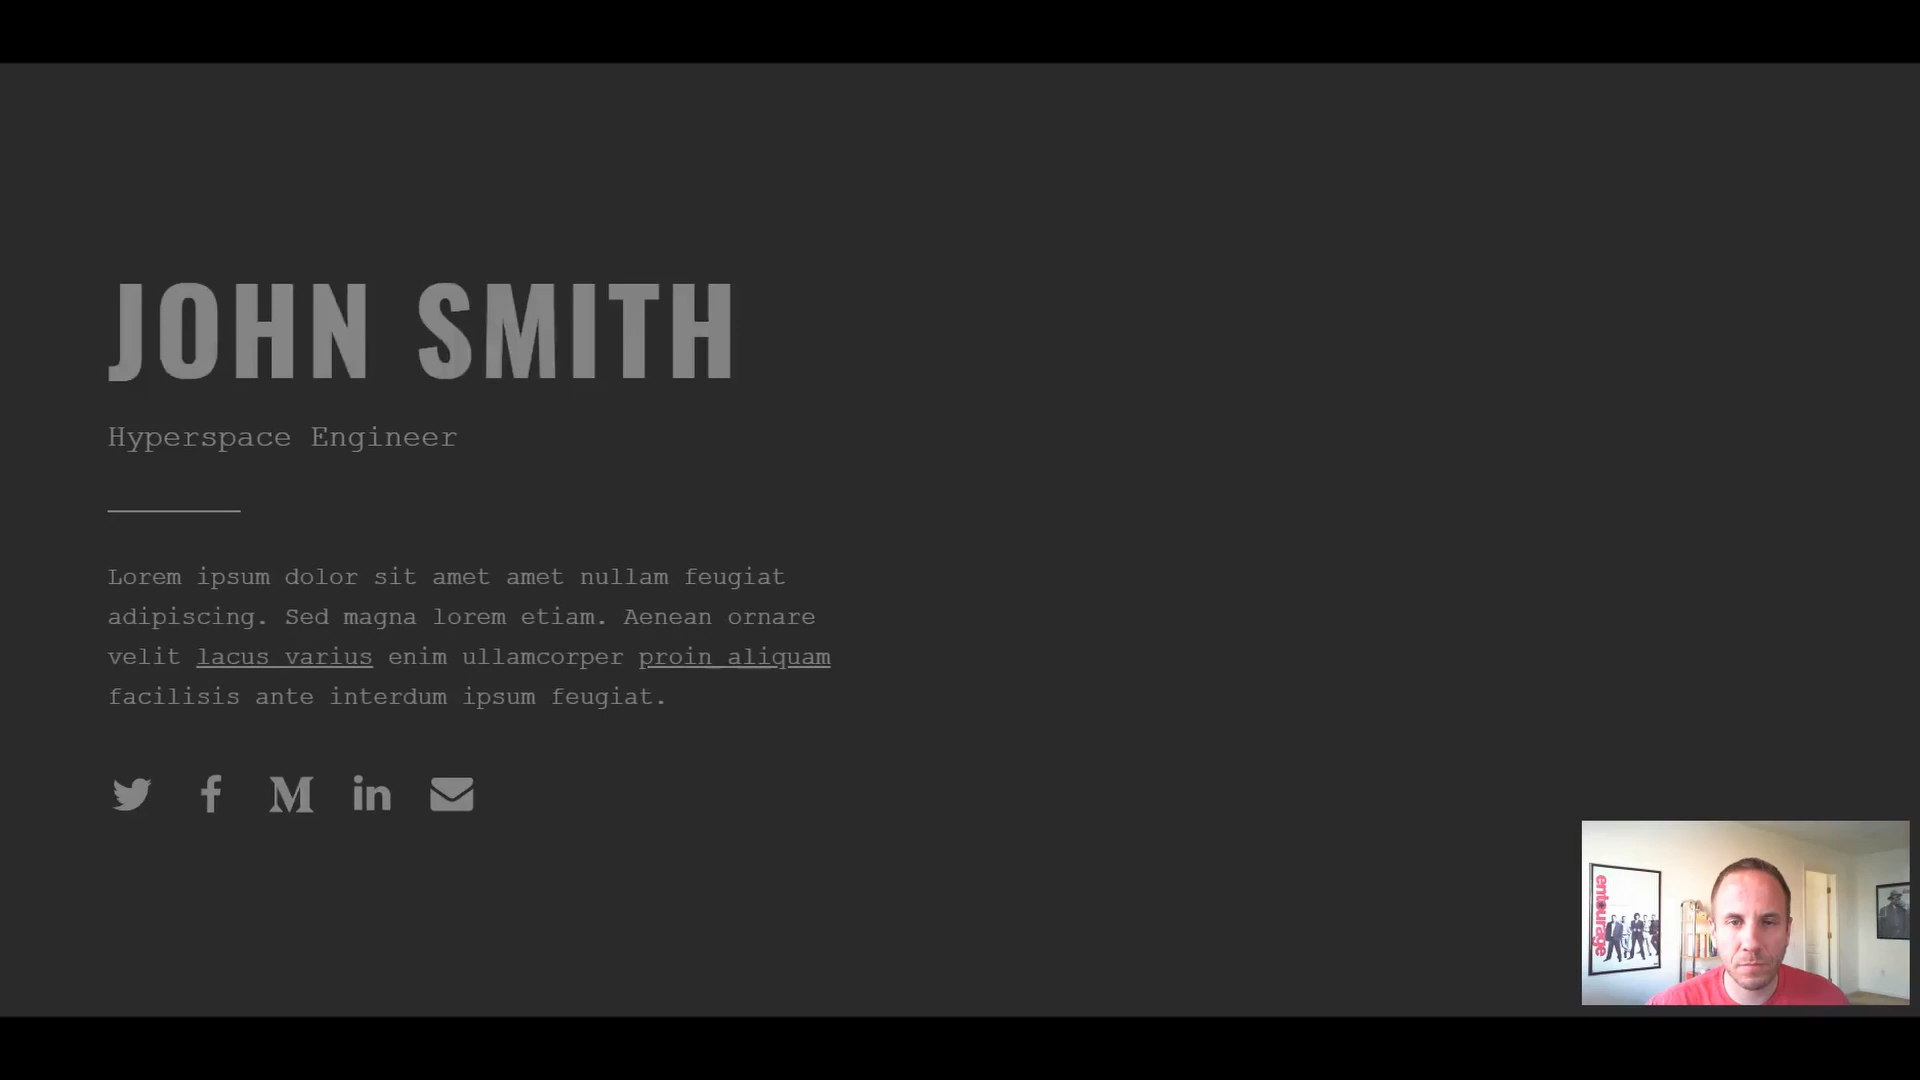 JOHN SMITH
Hyperspace Engineer
Lorem ipsum dolor sit amet amet nullam feugiat
adipiscing. Sed magna lorem etiam. Aenean ornare
velit lacus varius enim ullamcorper proin aliquam
facilisis ante interdum ipsum feugiat.
entourage